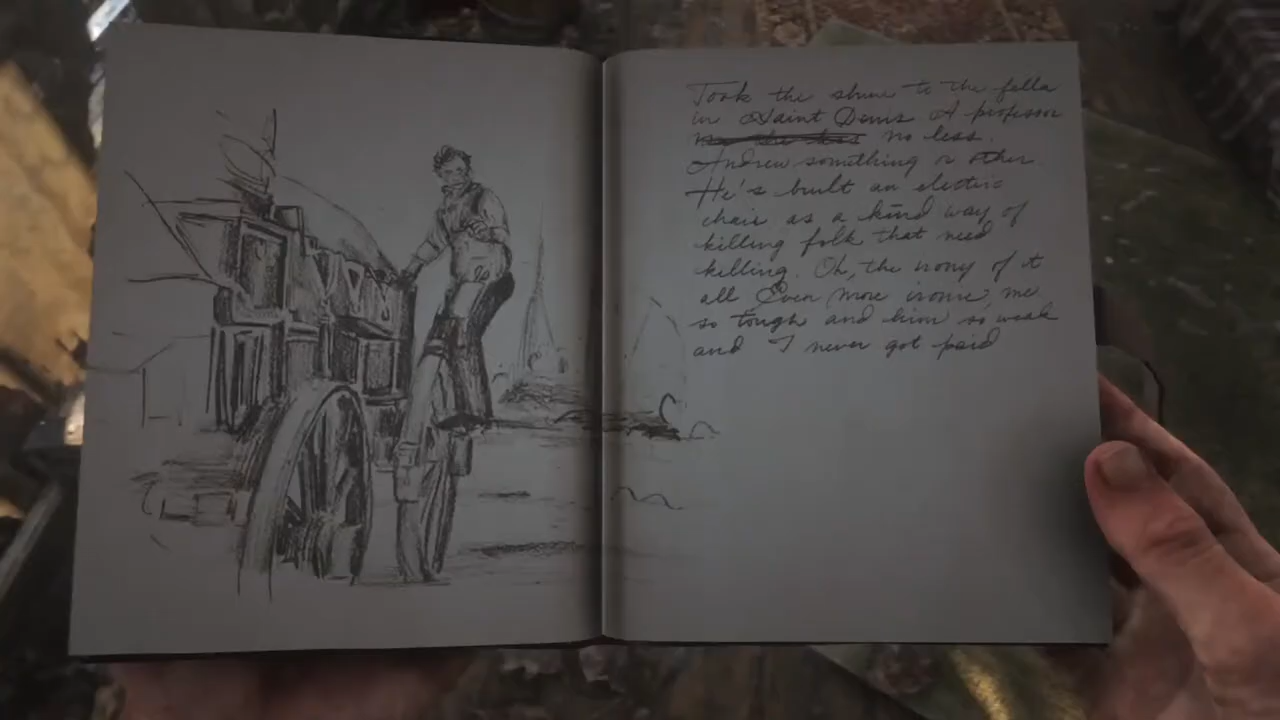 Took the shine to the fella
in Saint Denis A professor
no less.
Andrew something or other
He's built an electric
chair as a kind way of
killing folk that need
killing. Oh, the irony of it
all Even more ironic, me
so tough and him so weak
and I never got paid